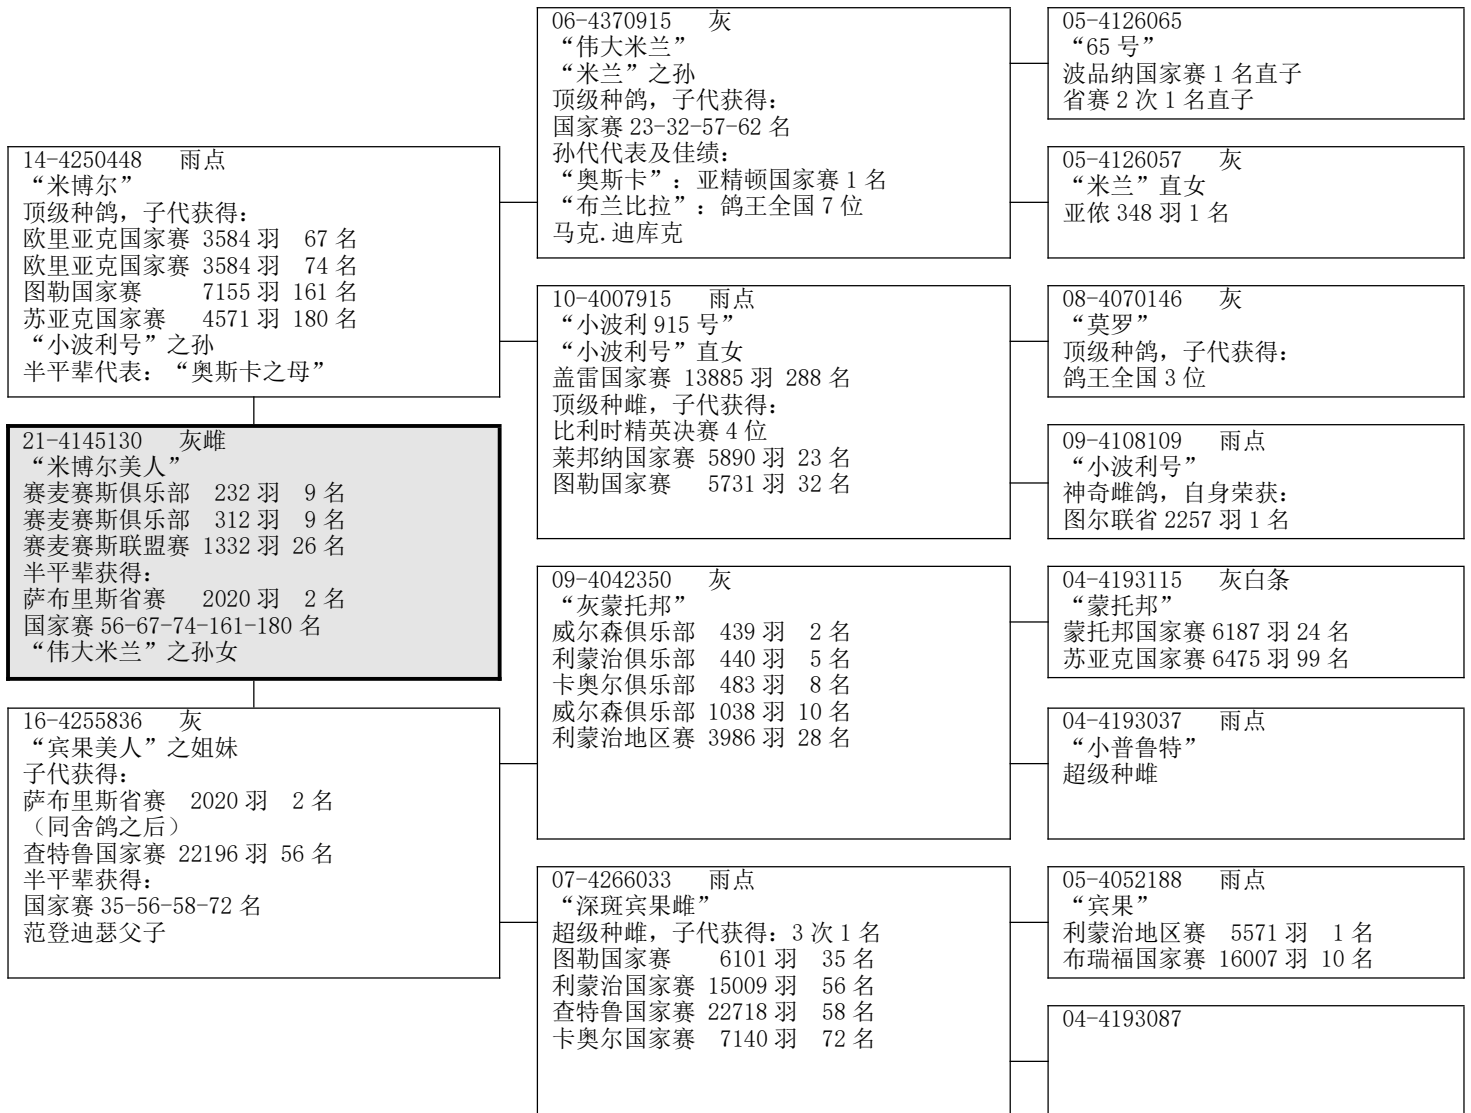 14-4250448 雨点
“米博尔”
顶级种鸽，子代获得：
欧里亚克国家赛 3584 羽 67 名
欧里亚克国家赛 3584 羽 74 名
图勒国家赛 7155 羽 161 名
苏亚克国家赛 4571 羽 180 名
“小波利号”之孙
半平辈代表：“奥斯卡之母”
21-4145130 灰雌
“米博尔美人”
赛麦赛斯俱乐部 232 羽 9 名
赛麦赛斯俱乐部 312 羽 9 名
赛麦赛斯联盟赛 1332 羽 26 名
半平辈获得：
萨布里斯省赛 2020 羽 2 名
国家赛 56-67-74-161-180 名
“伟大米兰”之孙女
16-4255836 灰
“宾果美人”之姐妹
子代获得：
萨布里斯省赛 2020 羽 2 名
（同舍鸽之后）
查特鲁国家赛 22196 羽 56 名
半平辈获得：
国家赛 35-56-58-72 名
范登迪瑟父子
06-4370915 灰
“伟大米兰”
“米兰”之孙
顶级种鸽，子代获得：
国家赛 23-32-57-62 名
孙代代表及佳绩：
“奥斯卡”：亚精顿国家赛 1 名
“布兰比拉”：鸽王全国 7 位
马克.迪库克
10-4007915 雨点
“小波利 915 号”
“小波利号”直女
盖雷国家赛 13885 羽 288 名
顶级种雌，子代获得：
比利时精英决赛 4 位
莱邦纳国家赛 5890 羽 23 名
图勒国家赛 5731 羽 32 名
09-4042350 灰
“灰蒙托邦”
威尔森俱乐部 439 羽 2 名
利蒙治俱乐部 440 羽 5 名
卡奥尔俱乐部 483 羽 8 名
威尔森俱乐部 1038 羽 10 名
利蒙治地区赛 3986 羽 28 名
07-4266033 雨点
“深斑宾果雌”
超级种雌，子代获得：3 次 1 名
图勒国家赛 6101 羽 35 名
利蒙治国家赛 15009 羽 56 名
查特鲁国家赛 22718 羽 58 名
卡奥尔国家赛 7140 羽 72 名
05-4126065
“65 号”
波品纳国家赛 1 名直子
省赛 2 次 1 名直子
05-4126057 灰
“米兰”直女
亚侬 348 羽 1 名
08-4070146 灰
“莫罗”
顶级种鸽，子代获得：
鸽王全国 3 位
09-4108109 雨点
“小波利号”
神奇雌鸽，自身荣获：
图尔联省 2257 羽 1 名
04-4193115 灰白条
“蒙托邦”
蒙托邦国家赛 6187 羽 24 名
苏亚克国家赛 6475 羽 99 名
04-4193037 雨点
“小普鲁特”
超级种雌
05-4052188 雨点
“宾果”
利蒙治地区赛 5571 羽 1 名
布瑞福国家赛 16007 羽 10 名
04-4193087